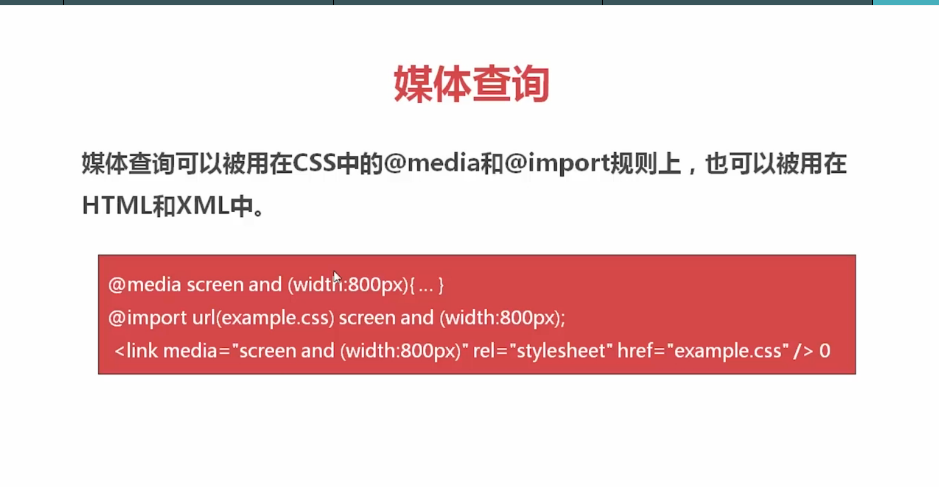 媒体查询
媒体查询可以被用在CSS中的@media和@import规则上，也可以被用在
HTML和XML中。
@media screen and (width:800px){ ... }
@import url(example.css) screen and (width:800px);
<link media="screen and (width:800px)" rel="stylesheet" href="example.css" /> 0